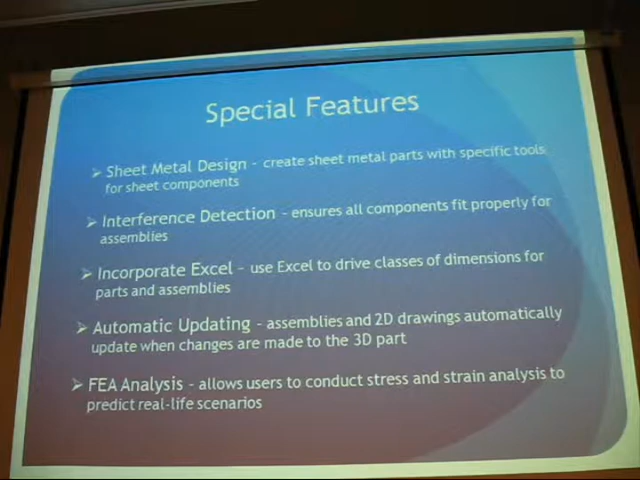 Special Features
➢ Sheet Metal Design – create sheet metal parts with specific tools
for sheet components
➢ Interference Detection – ensures all components fit properly for
assemblies
➢ Incorporate Excel – use Excel to drive classes of dimensions for
parts and assemblies
➢ Automatic Updating – assemblies and 2D drawings automatically
update when changes are made to the 3D part
➢ FEA Analysis – allows users to conduct stress and strain analysis to
predict real-life scenarios